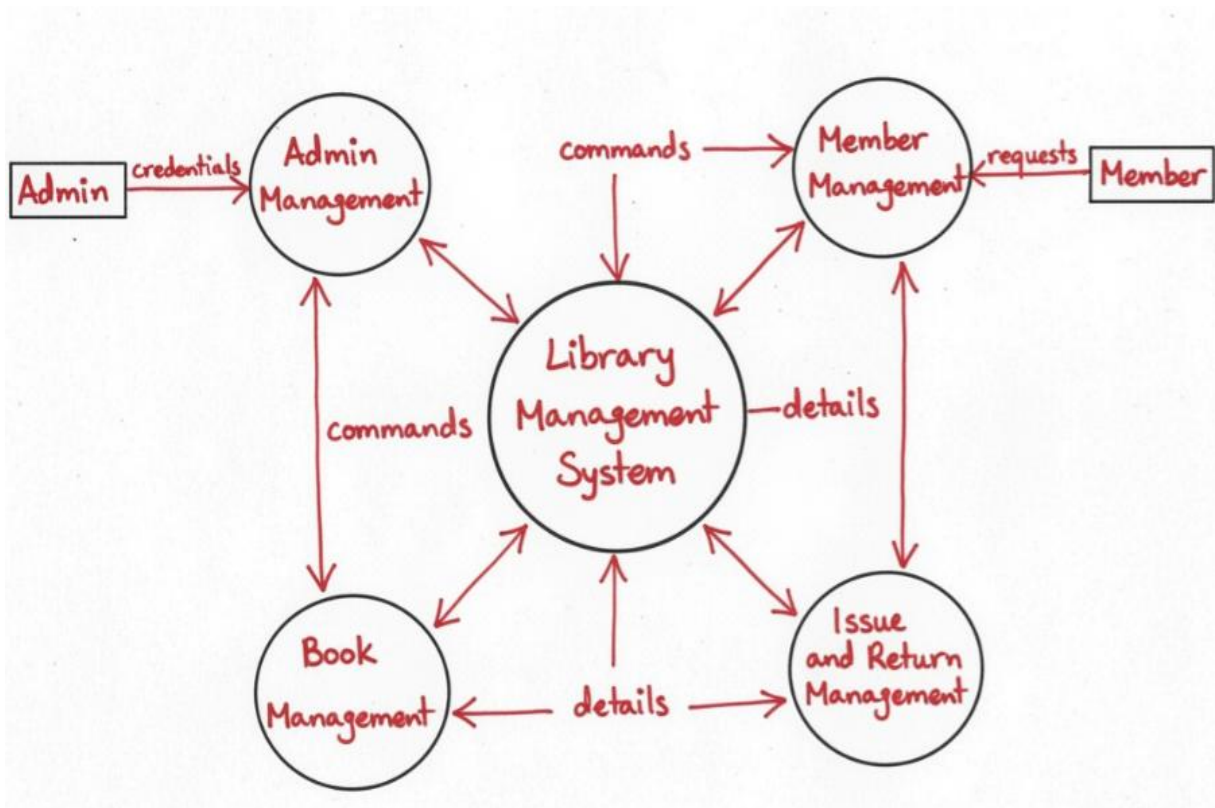 Admin
credentials
Admin
Management
commands
Member
Management
requests
Member
Library
Management
System
commands
details
Book
Management
details
Issue
and Return
Management